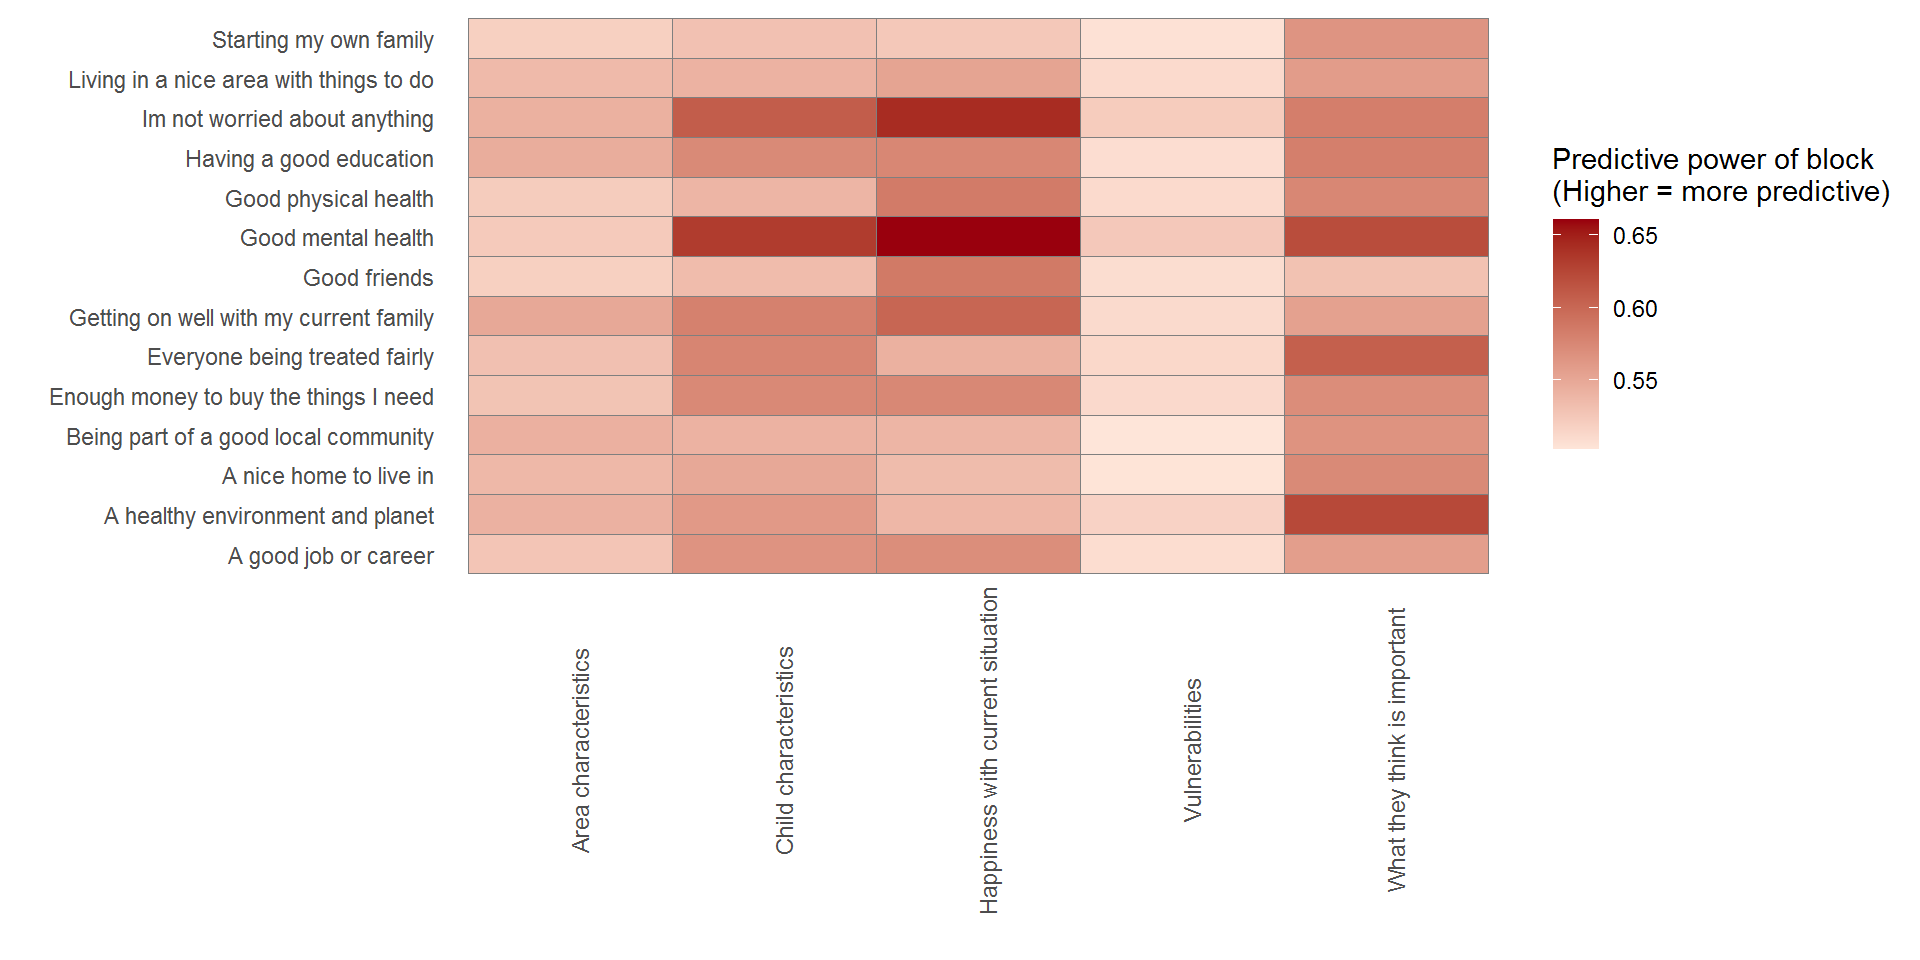 Starting my own family
Living in a nice area with things to do
Im not worried about anything
Having a good education
Good physical health
Good mental health
Good friends
Getting on well with my current family
Everyone being treated fairly
Enough money to buy the things I need
Being part of a good local community
A nice home to live in
A healthy environment and planet
A good job or career
Area characteristics
Child characteristics
Happiness with current situation
Vulnerabilities
What they think is important
Predictive power of block
(Higher = more predictive)
0.65
0.60
0.55